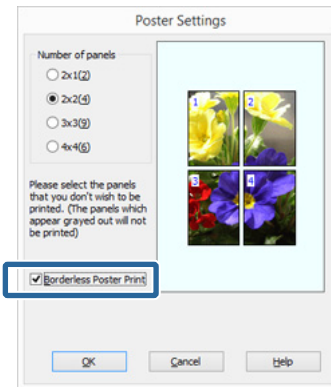 Poster Settings
Number of panels
2x1(2)
2x2(4)
3x3(9)
4x4(6)
1
2
3
4
Please select the panels
that you don't wish to be
printed. (The panels which
appear grayed out will not
be printed)
Borderless Poster Print
OK
Cancel
Help